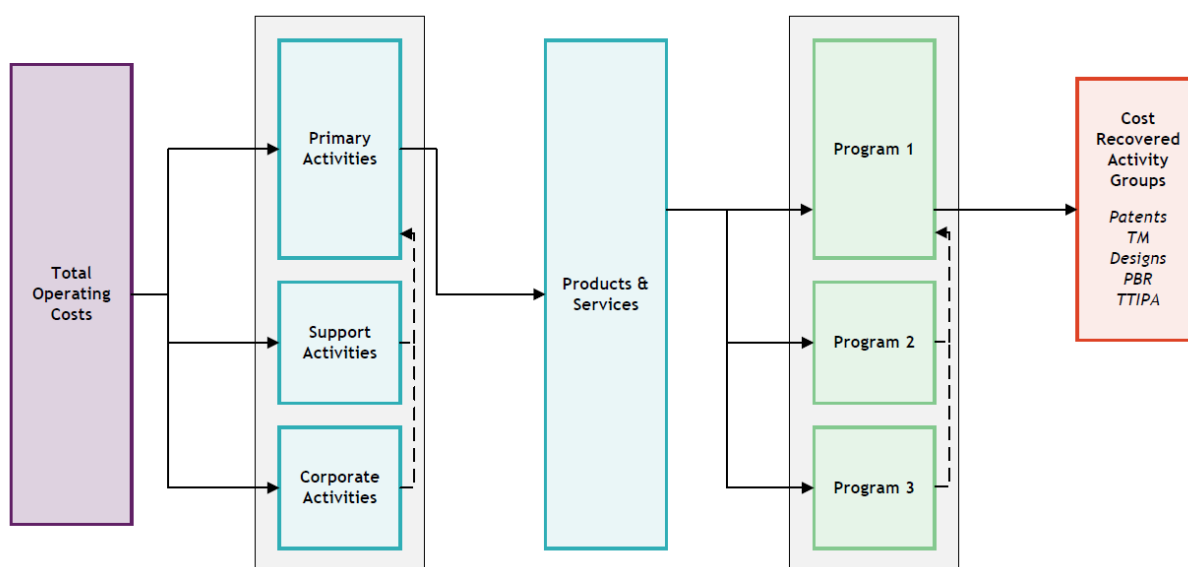 Total
Operating
Costs
Primary
Activities
Support
Activities
Corporate
Activities
Products &
Services
Program 1
Program 2
Program 3
Cost
Recovered
Activity
Groups
Patents
TM
Designs
PBR
TTIPA